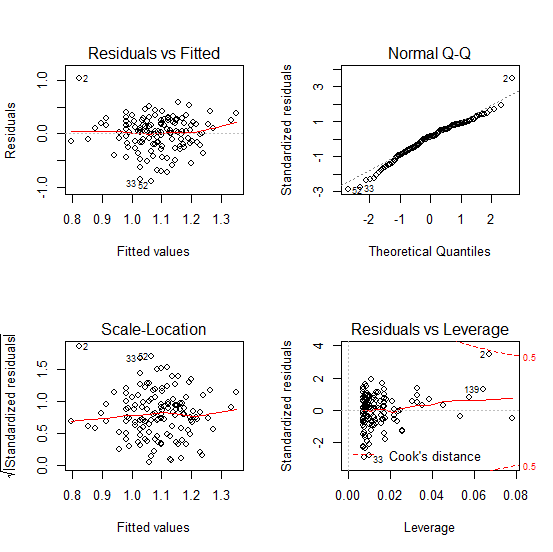 Residuals vs Fitted
Residuals
-1.0 0.0 1.0
2
33 52
0.8 0.9 1.0 1.1 1.2 1.3
Fitted values
Normal Q-Q
Standardized residuals
-3 -1 1 2 4
2
52 33
-2 -1 0 1 2
Theoretical Quantiles
Scale-Location
√|Standardized residuals|
0.0 0.5 1.0 1.5
2
33 52
0.8 0.9 1.0 1.1 1.2 1.3
Fitted values
Residuals vs Leverage
Standardized residuals
-2 0 2 4
2
139
33
0.5
0.5
Cook's distance
0.00 0.02 0.04 0.06 0.08
Leverage